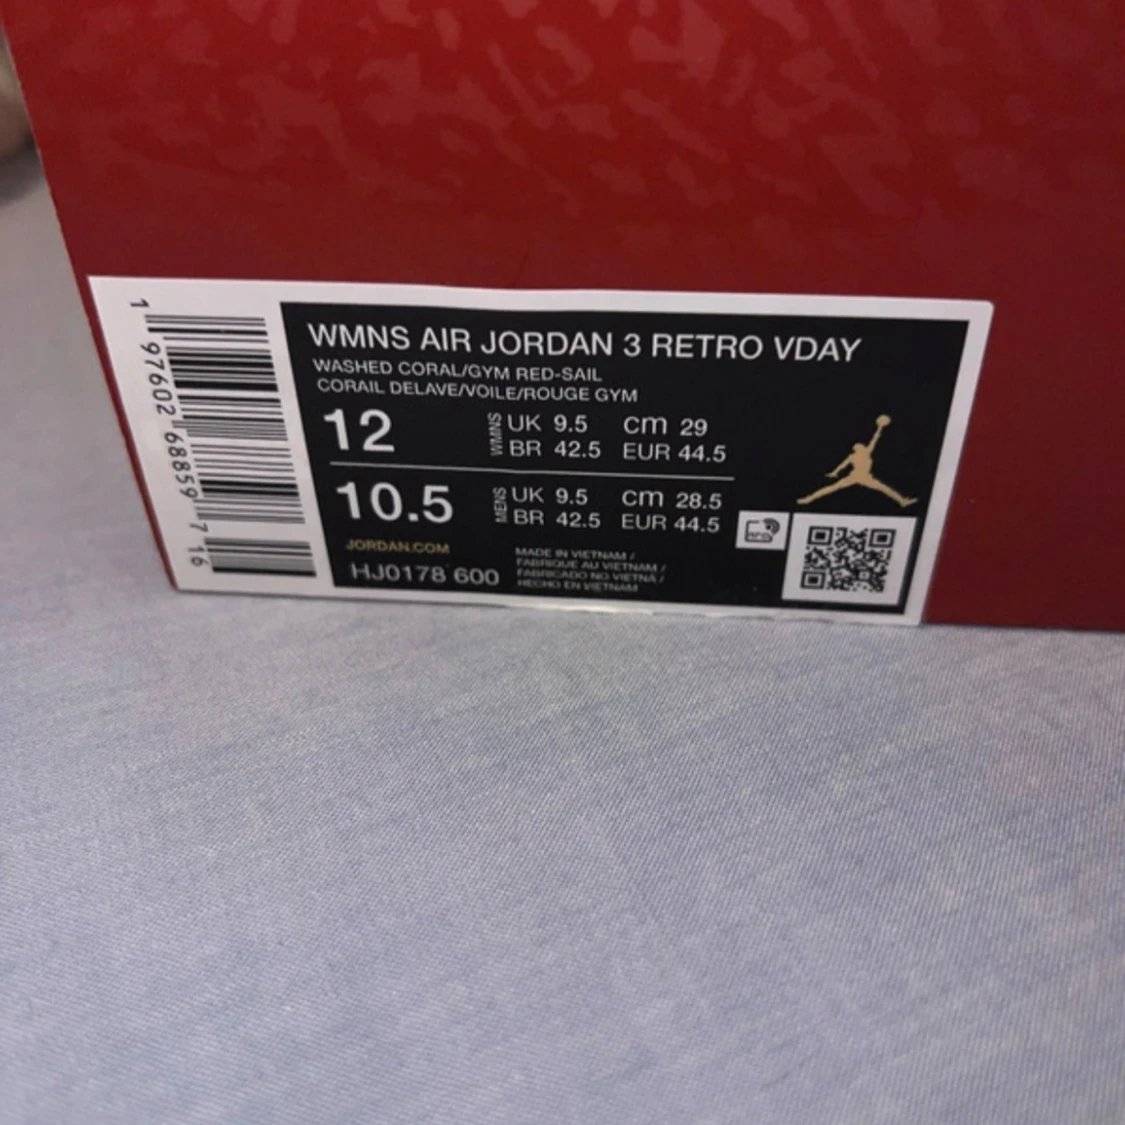 WMNS AIR JORDAN 3 RETRO VDAY
WASHED CORAL/GYM RED-SAIL
CORAIL DELAVE/VOILE/ROUGE GYM
12 WMNS UK 9.5 cm 29
BR 42.5 EUR 44.5
10.5 MENS UK 9.5 cm 28.5
BR 42.5 EUR 44.5
JORDAN.COM
HJ0178 600
MADE IN VIETNAM /
FABRIQUE AU VIETNAM /
FABRICADO NO VIETNÃ /
HECHO EN VIETNAM
1 97602 68859 7 16